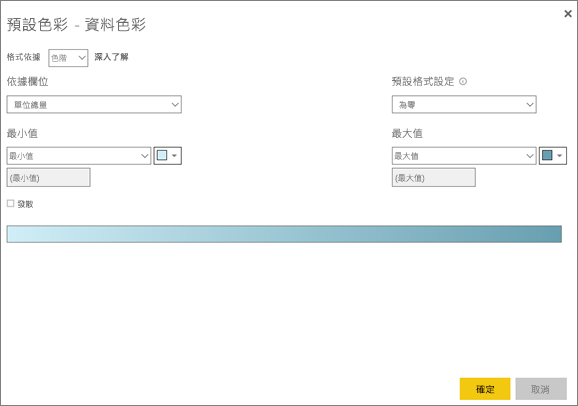 預設色彩 - 資料色彩
格式依據 色階 深入了解
依據欄位 預設格式設定
單位總量 為零
最小值 最大值
最小值 最大值
(最小值) (最大值)
發散
確定 取消